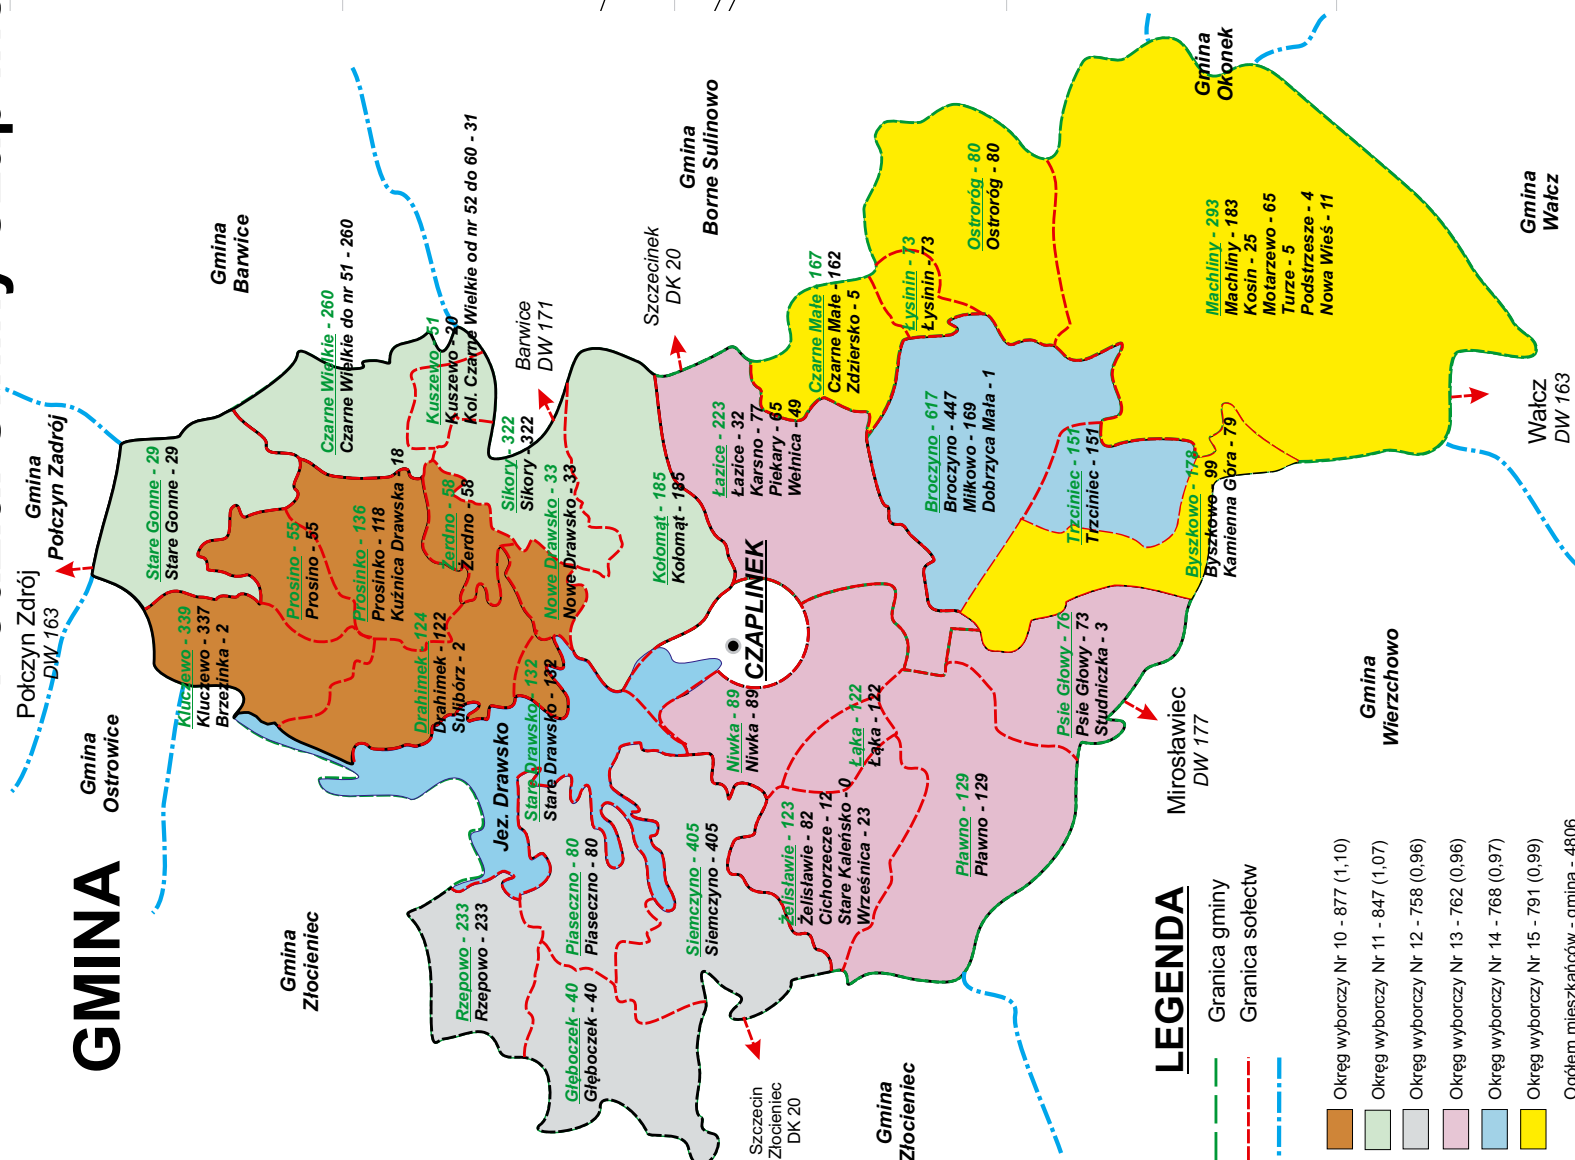 GMINA
Połczyn Zdrój
DW 163
Gmina
Połczyn Zadrój
Gmina
Barwice
Gmina
Ostrowice
Gmina
Złocieniec
Gmina
Borne Sulinowo
Szczecinek
DK 20
Barwice
DW 171
Gmina
Okonek
Gmina
Wałcz
Wałcz
DW 163
Gmina
Wierzchowo
Mirosławiec
DW 177
Gmina
Złocieniec
Szczecin
Złocieniec
DK 20
Stare Gonne - 29
Stare Gonne - 29
Kluczewo - 339
Kluczewo - 337
Brzezinka - 2
Prosino - 55
Prosino - 55
Prosinko - 136
Prosinko - 118
Kuźnica Drawska - 18
Drahimek - 124
Drahimek - 122
Sulibórz - 2
Żerdno - 58
Żerdno - 58
Czarne Wielkie - 260
Czarne Wielkie do nr 51 - 260
Kuszewo - 51
Kuszewo - 20
Kol. Czarne Wielkie od nr 52 do 60 - 31
Sikory - 322
Sikory - 322
Nowe Drawsko - 33
Nowe Drawsko - 33
Stare Drawsko - 132
Stare Drawsko - 132
Jez. Drawsko
Kołomąt - 185
Kołomąt - 185
Rzepowo - 233
Rzepowo - 233
Piaseczno - 80
Piaseczno - 80
Głęboczek - 40
Głęboczek - 40
Siemczyno - 405
Siemczyno - 405
CZAPLINEK
Łazice - 223
Łazice - 32
Karsno - 77
Piekary - 65
Wełnica - 49
Niwka - 89
Niwka - 89
Łąka - 122
Łąka - 122
Żelisławie - 123
Żelisławie - 82
Cichorzecze - 12
Stare Kaleńsko - 0
Wrześnica - 23
Pławno - 129
Pławno - 129
Psie Głowy - 76
Psie Głowy - 73
Studniczka - 3
Czarne Małe - 167
Czarne Małe - 162
Zdziersko - 5
Łysinin - 73
Łysinin - 73
Ostroróg - 80
Ostroróg - 80
Broczyno - 617
Broczyno - 447
Miłkowo - 169
Dobrzyca Mała - 1
Trzciniec - 151
Trzciniec - 151
Byszkowo - 178
Byszkowo - 99
Kamienna Góra - 79
Machliny - 293
Machliny - 183
Kosin - 25
Motarzewo - 65
Turze - 5
Podstrzesze - 4
Nowa Wieś - 11
LEGENDA
Granica gminy
Granica sołectw
Okręg wyborczy Nr 10 - 877 (1,10)
Okręg wyborczy Nr 11 - 847 (1,07)
Okręg wyborczy Nr 12 - 758 (0,96)
Okręg wyborczy Nr 13 - 762 (0,96)
Okręg wyborczy Nr 14 - 768 (0,97)
Okręg wyborczy Nr 15 - 791 (0,99)
Ogółem mieszkańców - gmina - 4806